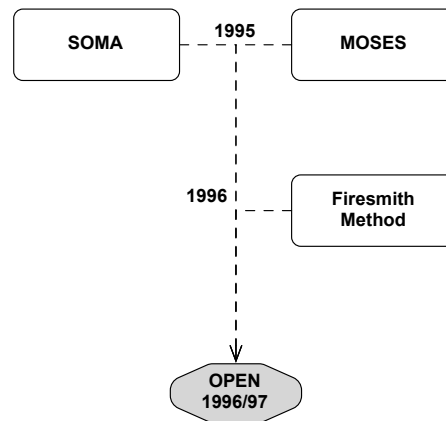 1995
SOMA
MOSES
1996
Firesmith
Method
OPEN
1996/97